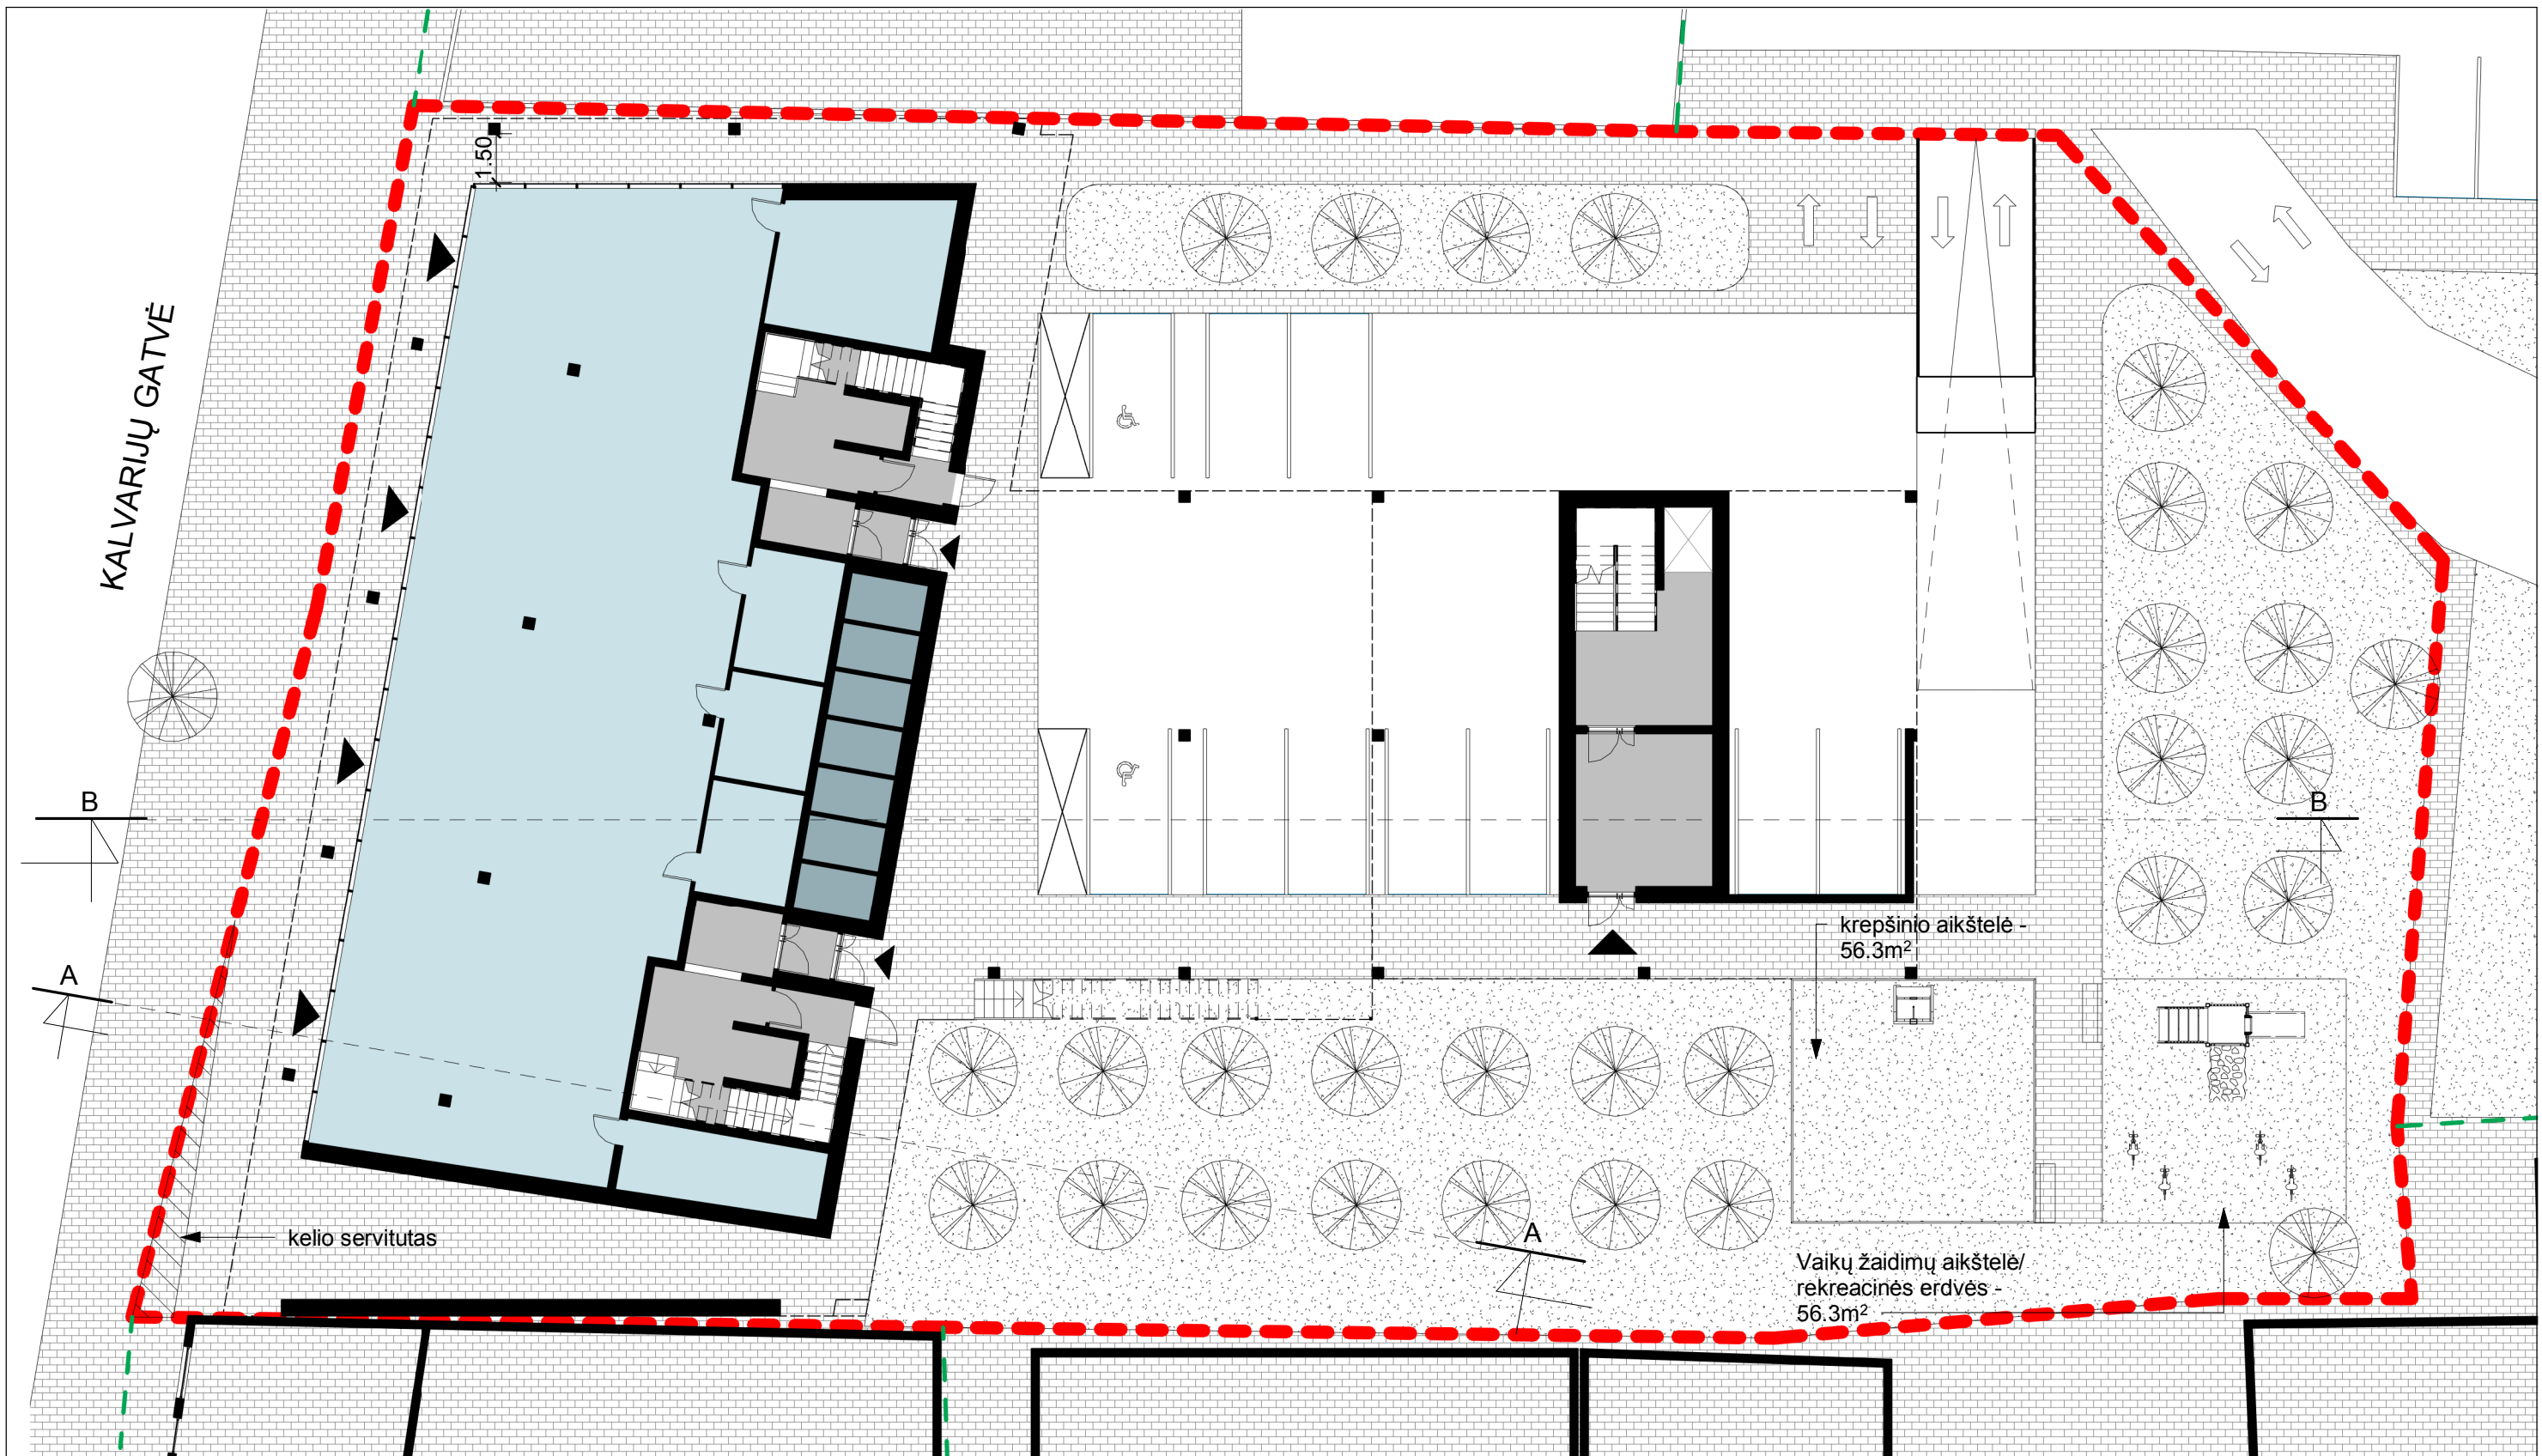 1.50
KALVARIJŲ GATVĖ
B
B
krepšinio aikštelė -
56.3m²
A
kelio servitutas
A
Vaikų žaidimų aikštelė/
rekreacinės erdvės -
56.3m²